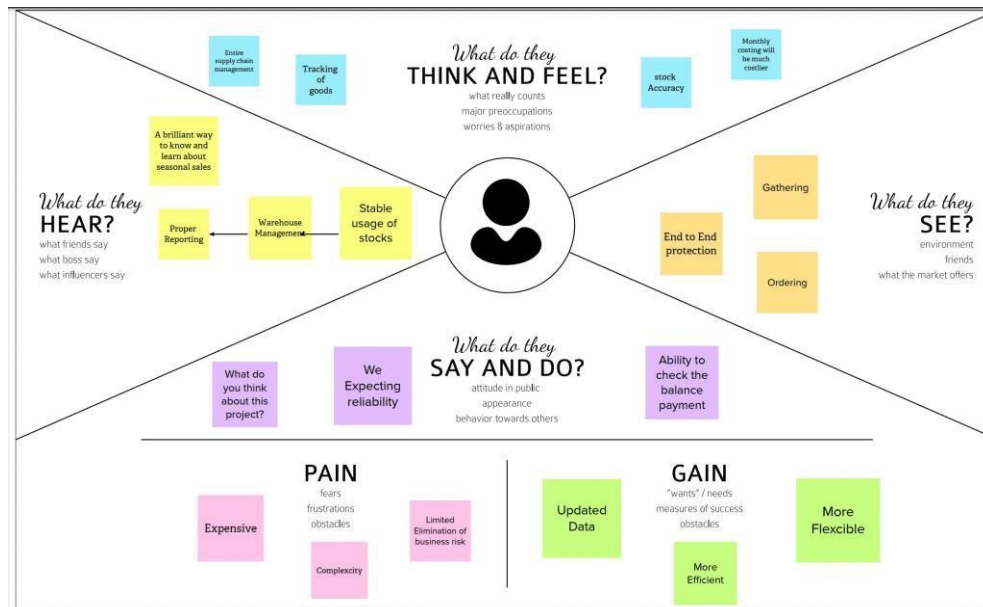 What do they
THINK AND FEEL?
what really counts
major preoccupations
worries & aspirations
Entire
supply chain
management
Tracking
of
goods
stock
Accuracy
Monthly
costing will
be much
costlier
What do they
HEAR?
what friends say
what boss say
what influencers say
A brilliant way
to know and
learn about
seasonal sales
Proper
Reporting
Warehouse
Management
Stable
usage of
stocks
What do they
SEE?
environment
friends
what the market offers
Gathering
End to End
protection
Ordering
What do they
SAY AND DO?
attitude in public
appearance
behavior towards others
What do
you think
about this
project?
We
Expecting
reliability
Ability to
check the
balance
payment
PAIN
fears
frustrations
obstacles
Expensive
Complexcity
Limited
Elimination of
business risk
GAIN
"wants" / needs
measures of success
obstacles
Updated
Data
More
Efficient
More
Flexcible